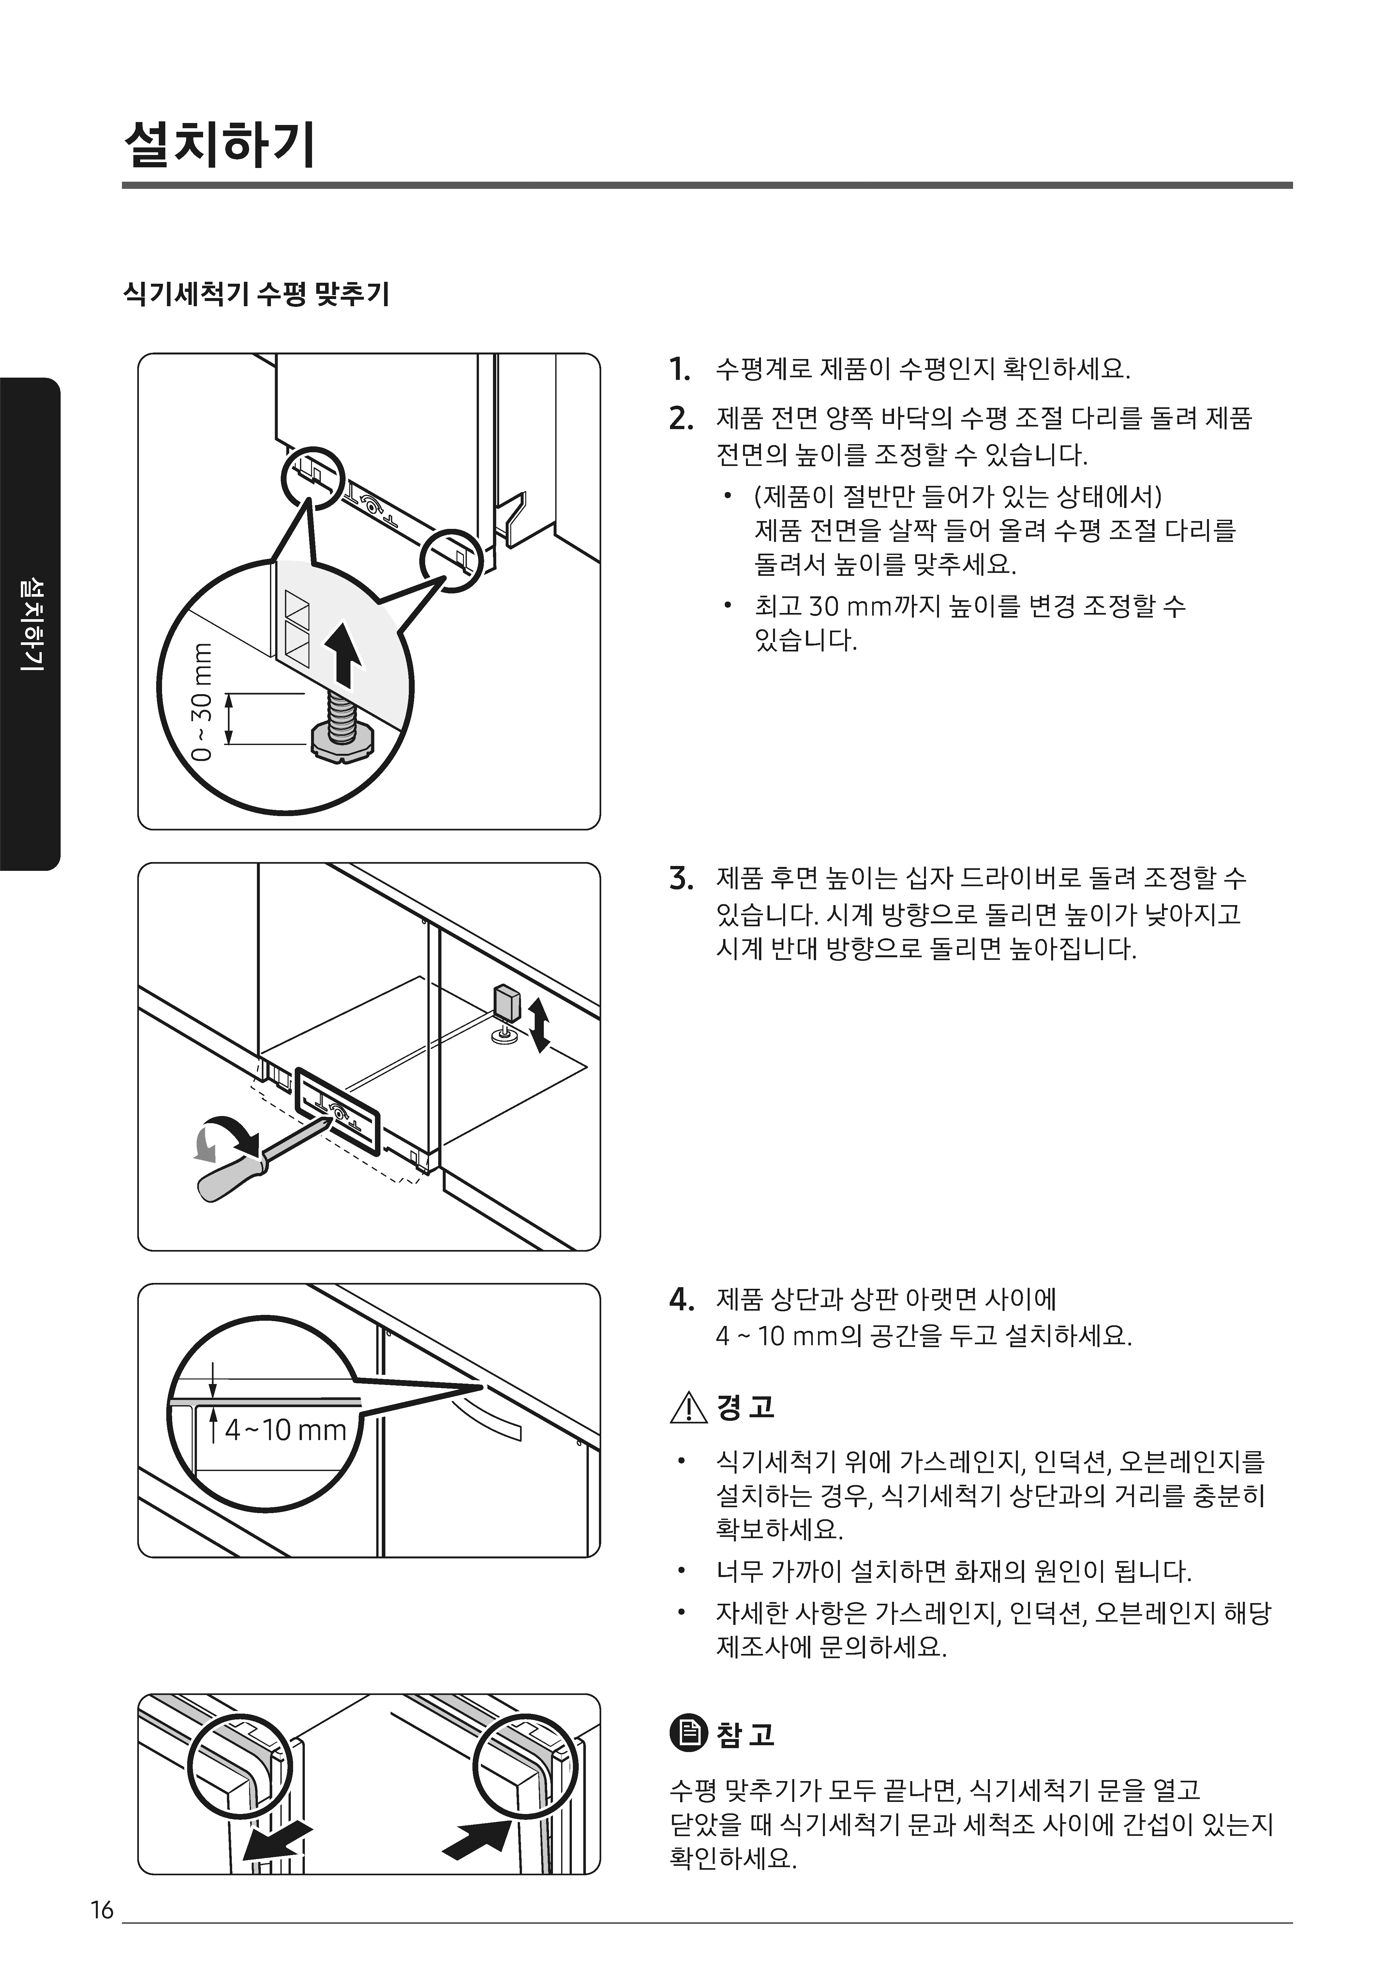 설치하기
식기세척기 수평 맞추기
설치하기
0 ~ 30 mm
1. 수평계로 제품이 수평인지 확인하세요.
2. 제품 전면 양쪽 바닥의 수평 조절 다리를 돌려 제품
전면의 높이를 조정할 수 있습니다.
• (제품이 절반만 들어가 있는 상태에서)
제품 전면을 살짝 들어 올려 수평 조절 다리를
돌려서 높이를 맞추세요.
• 최고 30 mm까지 높이를 변경 조정할 수
있습니다.
3. 제품 후면 높이는 십자 드라이버로 돌려 조정할 수
있습니다. 시계 방향으로 돌리면 높이가 낮아지고
시계 반대 방향으로 돌리면 높아집니다.
4~10 mm
4. 제품 상단과 상판 아랫면 사이에
4 ~ 10 mm의 공간을 두고 설치하세요.
경 고
• 식기세척기 위에 가스레인지, 인덕션, 오븐레인지를
설치하는 경우, 식기세척기 상단과의 거리를 충분히
확보하세요.
• 너무 가까이 설치하면 화재의 원인이 됩니다.
• 자세한 사항은 가스레인지, 인덕션, 오븐레인지 해당
제조사에 문의하세요.
참 고
수평 맞추기가 모두 끝나면, 식기세척기 문을 열고
닫았을 때 식기세척기 문과 세척조 사이에 간섭이 있는지
확인하세요.
16